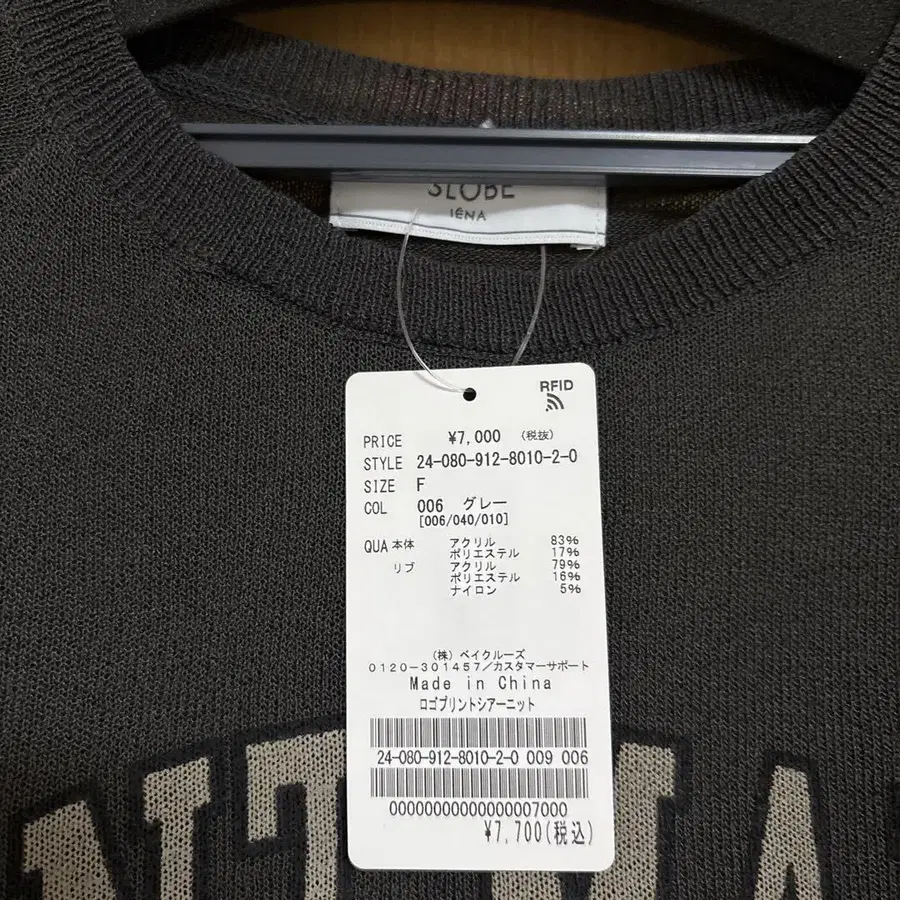 SLOBE
IÉNA
RFID
PRICE ¥7,000 (税抜)
STYLE 24-080-912-8010-2-0
SIZE F
COL 006 グレー
[006/040/010]
QUA 本体 アクリル 83%
ポリエステル 17%
リブ アクリル 79%
ポリエステル 16%
ナイロン 5%
(株) ベイクルーズ
0120-301457/カスタマーサポート
Made in China
ロゴプリントシアーニット
24-080-912-8010-2-0 009 006
00000000000000007000
¥7,700(税込)